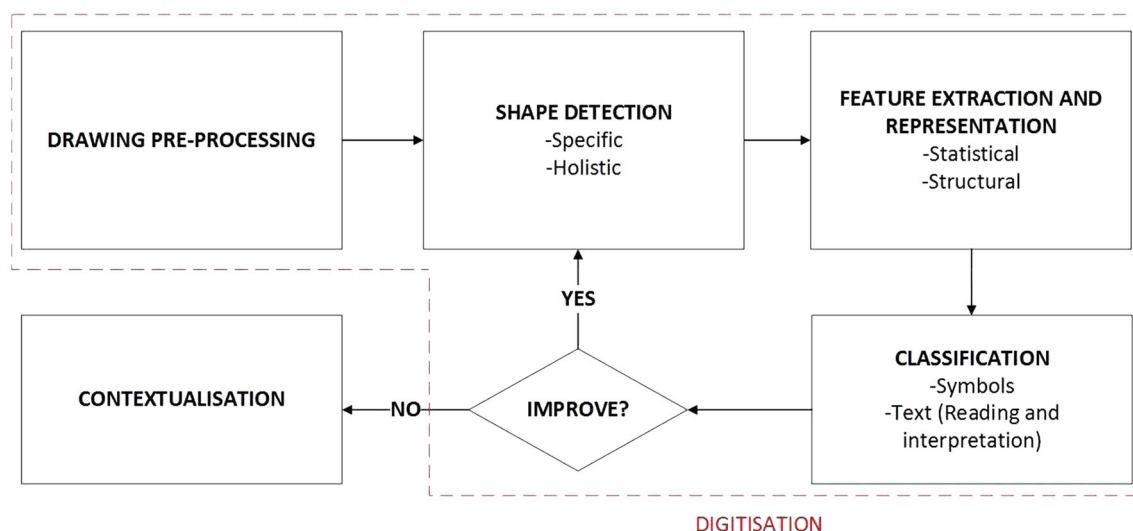 DRAWING PRE-PROCESSING
SHAPE DETECTION
-Specific
-Holistic
FEATURE EXTRACTION AND
REPRESENTATION
-Statistical
-Structural
YES
CONTEXTUALISATION
NO
IMPROVE?
CLASSIFICATION
-Symbols
-Text (Reading and
interpretation)
DIGITISATION